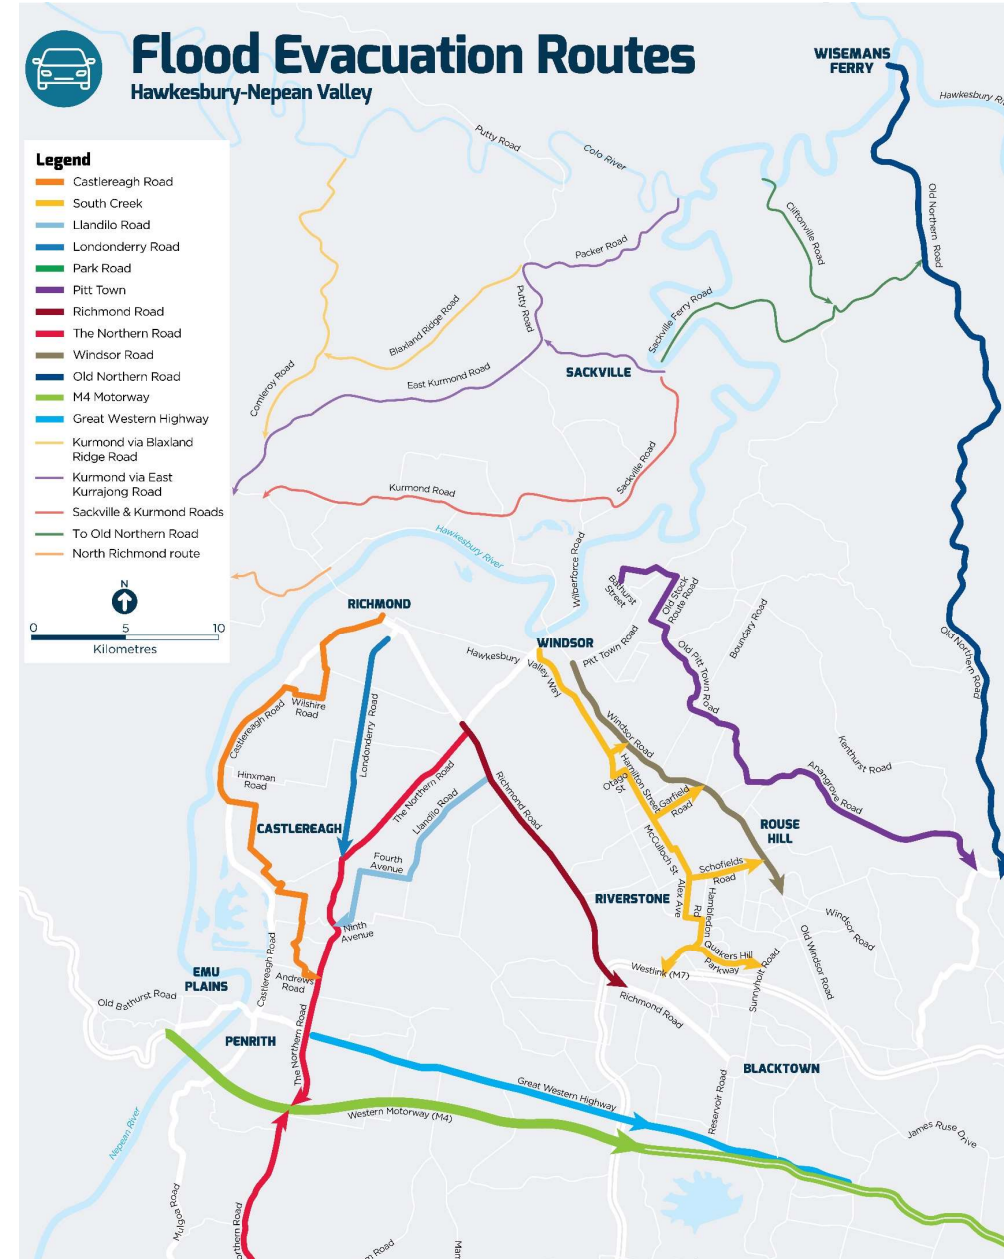 Flood Evacuation Routes
Hawkesbury-Nepean Valley
WISEMANS
FERRY
Legend
Castlereagh Road
South Creek
Llandilo Road
Londonderry Road
Park Road
Pitt Town
Richmond Road
The Northern Road
Windsor Road
Old Northern Road
M4 Motorway
Great Western Highway
Kurmond via Blaxland
Ridge Road
Kurmond via East
Kurrajong Road
Sackville & Kurmond Roads
To Old Northern Road
North Richmond route
N
0 5 10
Kilometres
Hawkesbury Ri
Putty Road
Colo River
Cliftonville Road
Old Northern Road
Packer Road
Putty Road
Sackville Ferry Road
Blaxland Ridge Road
Comleroy Road
East Kurmond Road
SACKVILLE
Sackville Road
Kurmond Road
Hawkesbury River
Wilberforce Road
Bathurst
Street
Old Stock
Route Road
RICHMOND
WINDSOR
Pitt Town Road
Boundary Road
Old Northern Road
Hawkesbury Valley Way
Old Pitt Town Road
Castlereagh Road
Wilshire
Road
Londonderry Road
Windsor Road
Kenthurst Road
Hinxman
Road
The Northern Road
Llandilo Road
Richmond Road
Otago
St
Hamilton Street
Garfield
Road
Anangrove Road
CASTLEREAGH
ROUSE
HILL
McCulloch St
Fourth
Avenue
Schofields
Road
RIVERSTONE
Alex Ave
Hambledon
Rd
Windsor Road
Old Windsor Road
Ninth
Avenue
Quakers Hill
Parkway
Sunnyholt Road
Castlereagh Road
EMU
PLAINS
Andrews
Road
Westlink (M7)
Richmond Road
Old Bathurst Road
PENRITH
The Northern Road
BLACKTOWN
Great Western Highway
Reservoir Road
Western Motorway (M4)
James Ruse Drive
Nepean River
Mulgoa Road
rthern Road
m Road
Mam